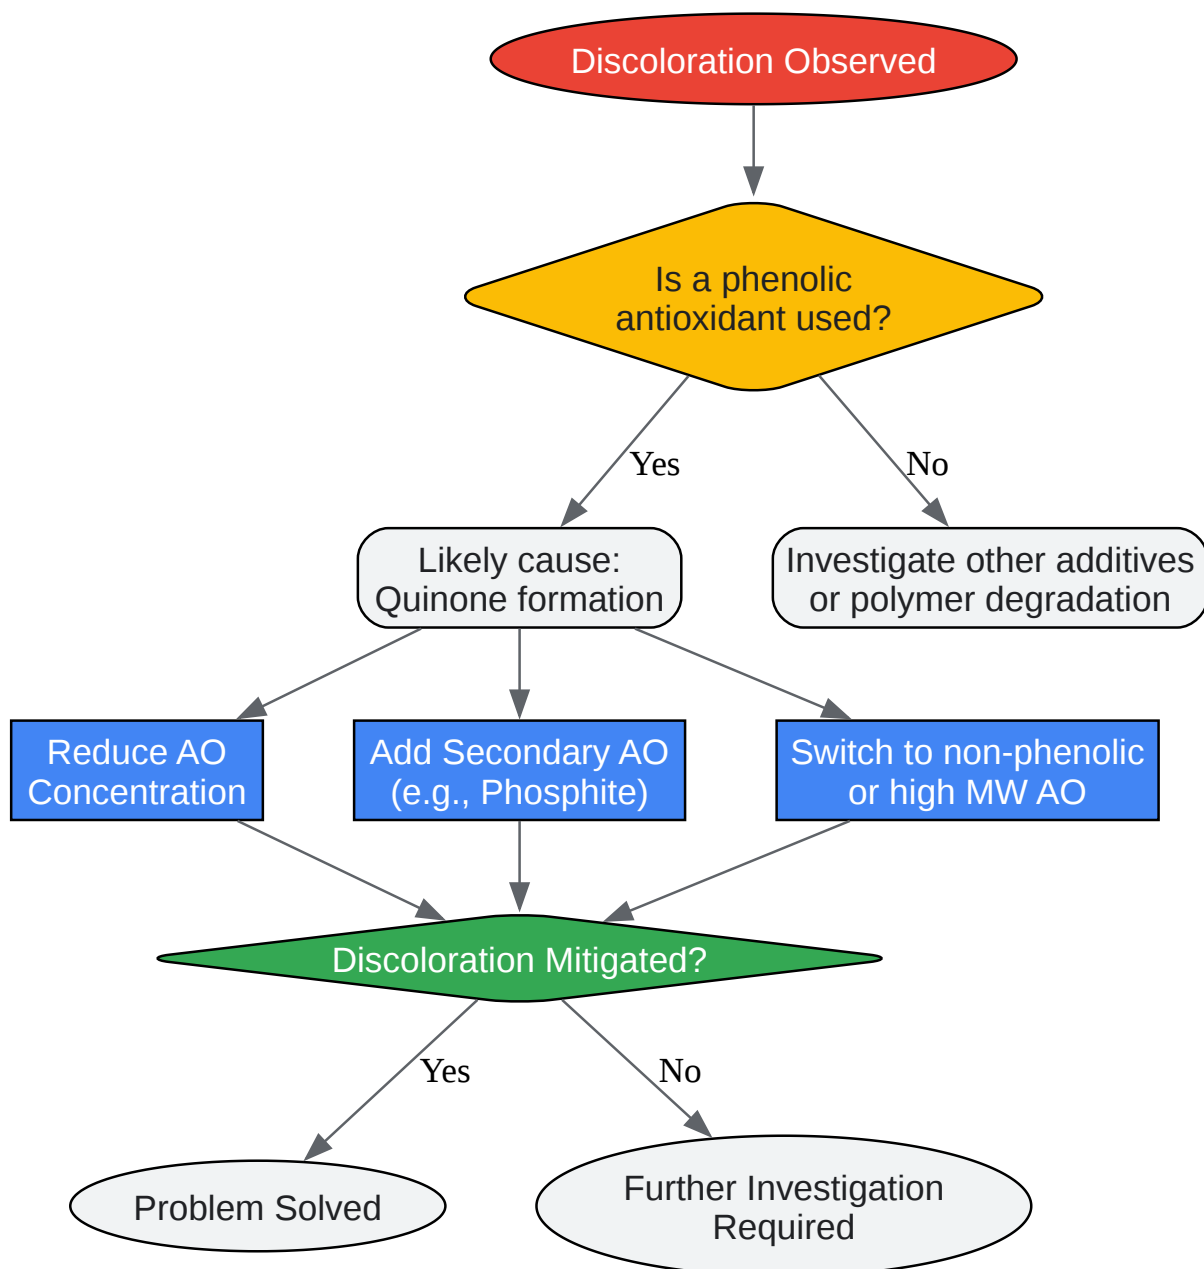 Discoloration Observed
Is a phenolic
antioxidant used?
Yes
No
Likely cause:
Quinone formation
Investigate other additives
or polymer degradation
Reduce AO
Concentration
Add Secondary AO
(e.g., Phosphite)
Switch to non-phenolic
or high MW AO
Discoloration Mitigated?
Yes
No
Problem Solved
Further Investigation
Required